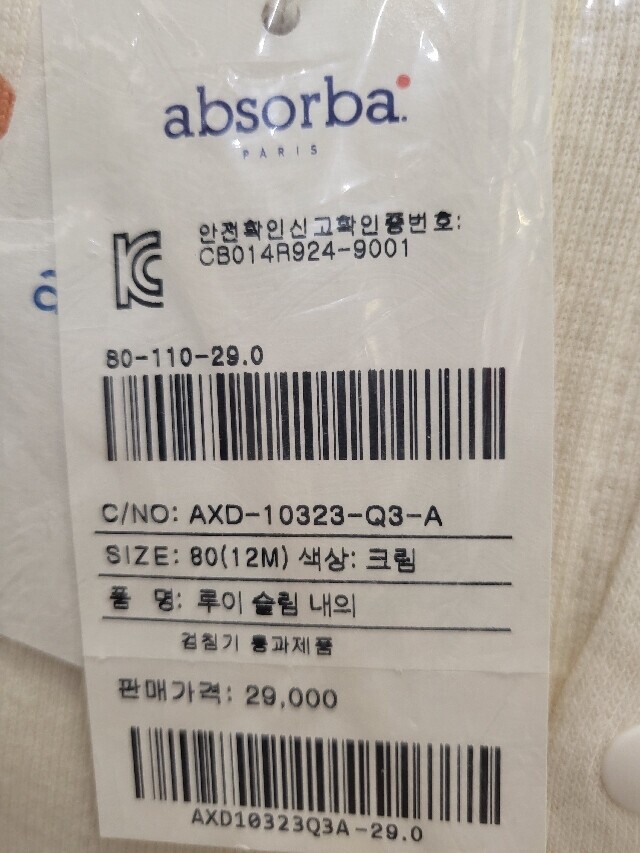 absorba.
PARIS
안전확인신고확인증번호:
CB014R924-9001
80-110-29.0
C/NO: AXD-10323-Q3-A
SIZE: 80(12M) 색상: 크림
품 명: 루이 슬림 내의
검침기 통과제품
판매가격: 29,000
AXD10323Q3A-29.0